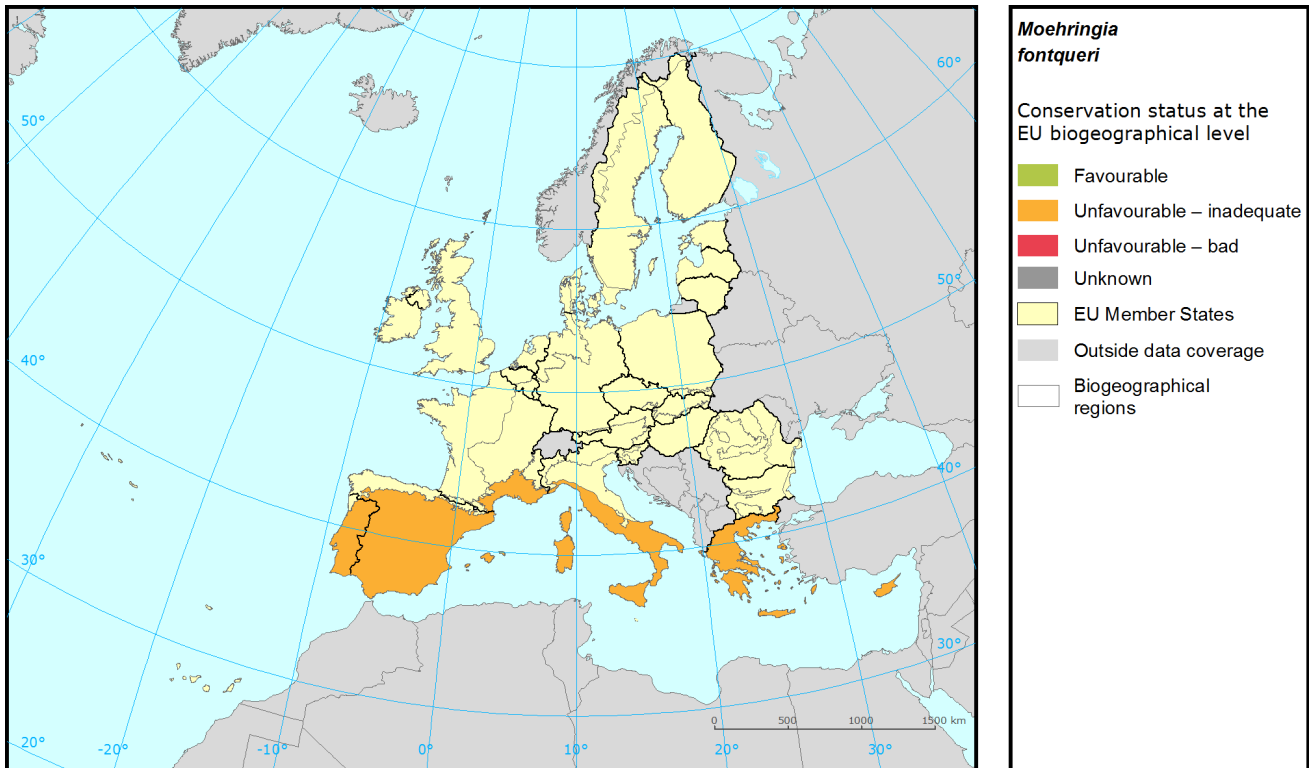 Moehringia
fontqueri
Conservation status at the
EU biogeographical level
Favourable
Unfavourable – inadequate
Unfavourable – bad
Unknown
EU Member States
Outside data coverage
Biogeographical
regions
60°
50°
50°
40°
40°
30°
30°
20°
-20°
-10°
0°
10°
20°
30°
0 500 1000 1500 km